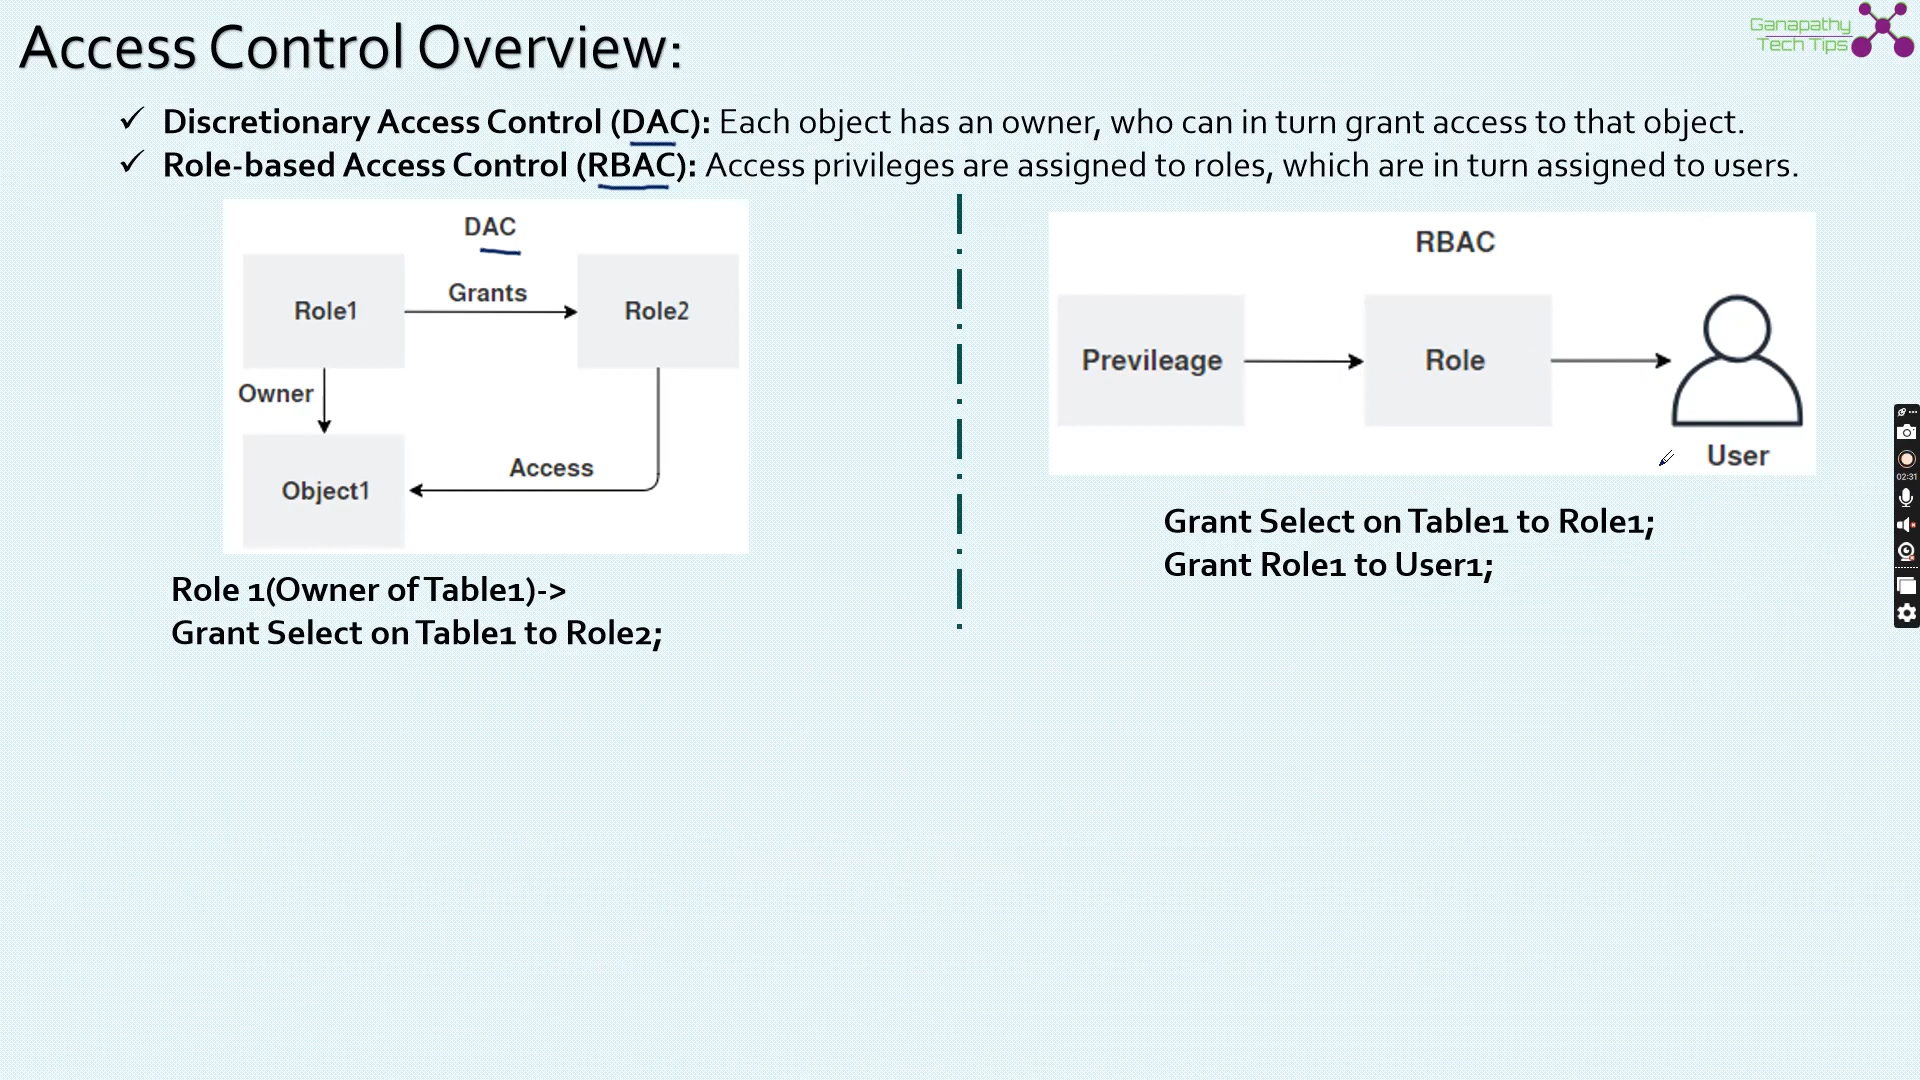 Access Control Overview:
Ganapathy
Tech Tips
✓ Discretionary Access Control (DAC): Each object has an owner, who can in turn grant access to that object.
✓ Role-based Access Control (RBAC): Access privileges are assigned to roles, which are in turn assigned to users.
DAC
Role1
Grants
Role2
Owner
Object1
Access
Role 1(Owner of Table1)->
Grant Select on Table1 to Role2;
RBAC
Previleage
Role
User
Grant Select on Table1 to Role1;
Grant Role1 to User1;
02:31